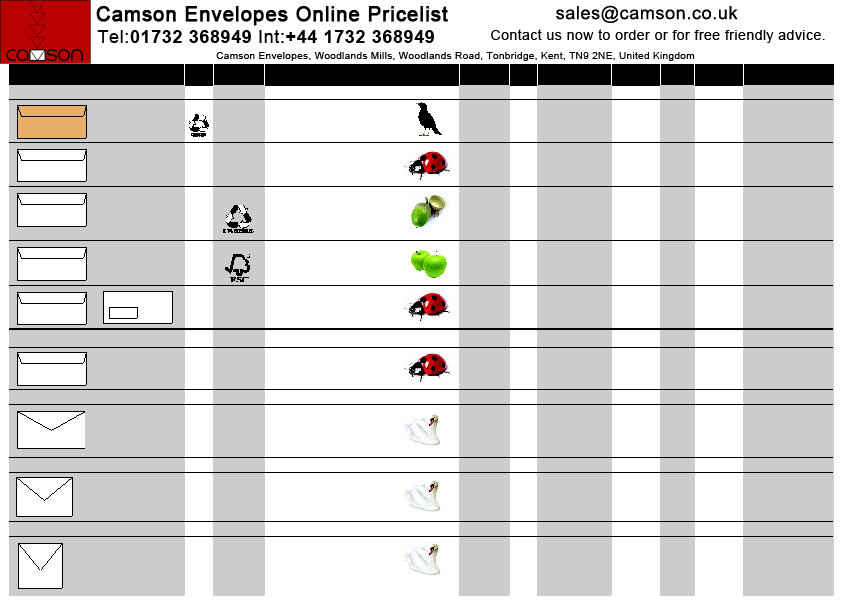 camson
Camson Envelopes Online Pricelist
Tel:01732 368949 Int:+44 1732 368949
sales@camson.co.uk
Contact us now to order or for free friendly advice.
Camson Envelopes, Woodlands Mills, Woodlands Road, Tonbridge, Kent, TN9 2NE, United Kingdom
FSC